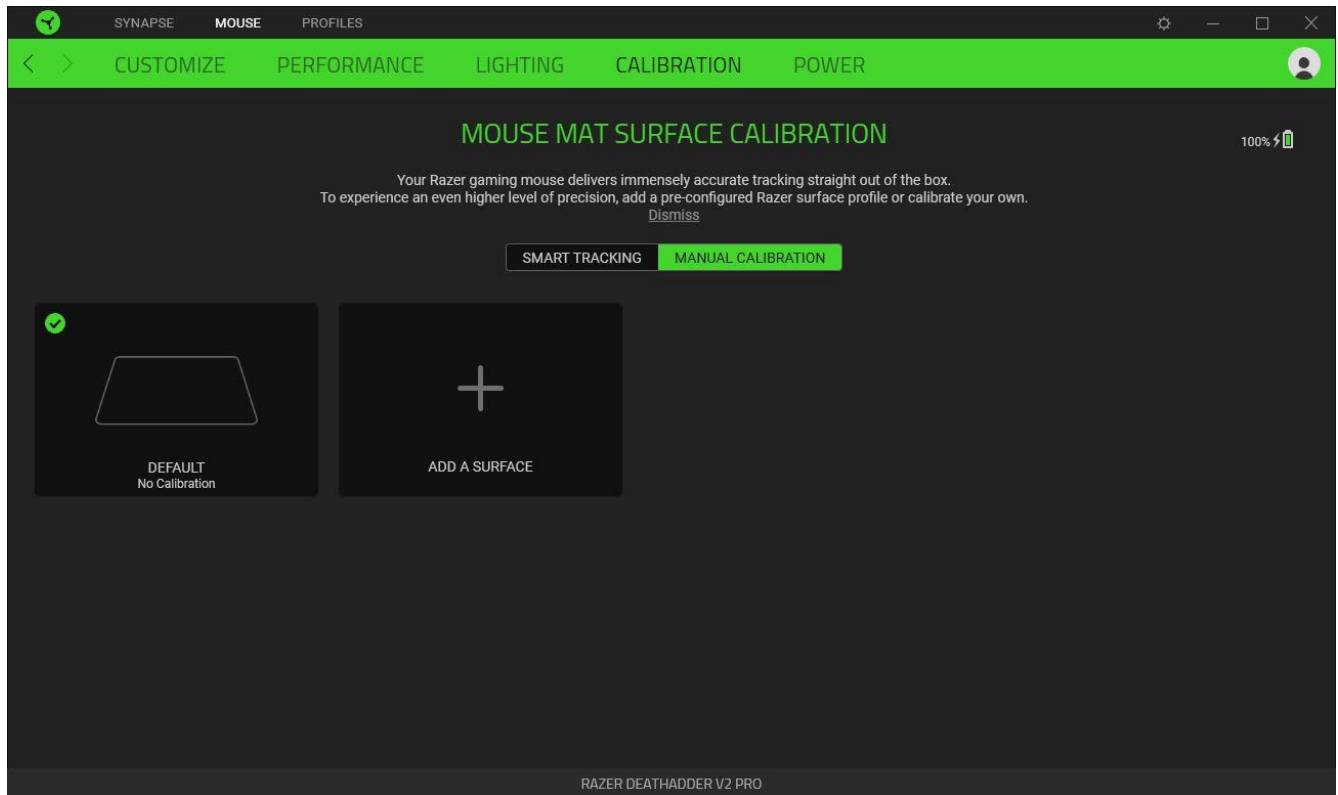 SYNAPSE MOUSE PROFILES
CUSTOMIZE PERFORMANCE LIGHTING CALIBRATION POWER
MOUSE MAT SURFACE CALIBRATION
100%
Your Razer gaming mouse delivers immensely accurate tracking straight out of the box.
To experience an even higher level of precision, add a pre-configured Razer surface profile or calibrate your own.
Dismiss
SMART TRACKING MANUAL CALIBRATION
DEFAULT
No Calibration
ADD A SURFACE
RAZER DEATHADDER V2 PRO